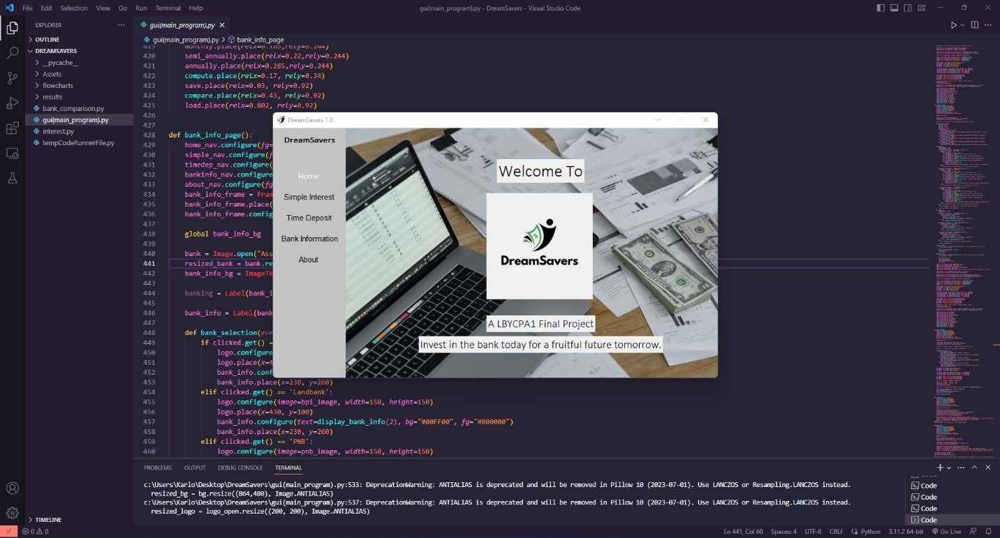 File Edit Selection View Go Run Terminal Help
gui(main_program).py - DreamSavers - Visual Studio Code
EXPLORER
OUTLINE
DREAMSAVERS
__pycache__
Assets
flowcharts
results
bank_comparison.py
gui(main_program).py
interest.py
tempCodeRunnerFile.py
TIMELINE
gui(main_program).py
gui(main_program).py > bank_info_page
419 monthly.place(relx=0.165,rely=0.244)
420 semi_annually.place(relx=0.22,rely=0.244)
421 annually.place(relx=0.285,rely=0.244)
422 compute.place(relx=0.17, rely=0.34)
423 save.place(relx=0.03, rely=0.92)
424 compare.place(relx=0.43, rely=0.92)
425 load.place(relx=0.802, rely=0.92)
426
427
428 def bank_info_page():
429 home_nav.configure(fg=
430 simple_nav.configure(f
431 timedep_nav.configure(
432 bankinfo_nav.configure
433 about_nav.configure(fg
434 bank_info_frame = Fram
435 bank_info_frame.place(
436 bank_info_frame.config
437
438 global bank_info_bg
439
440 bank = Image.open("Ass
441 resized_bank = bank.re
442 bank_info_bg = ImageTk
443
444 banking = Label(bank_i
445
446 bank_info = Label(bank
447
448 def bank_selection(eve
449 if clicked.get() =
450 logo.configure
451 logo.place(x=4
452 bank_info.conf
453 bank_info.place(x=230, y=260)
454 elif clicked.get() == 'Landbank':
455 logo.configure(image=bpi_image, width=150, height=150)
456 logo.place(x=430, y=100)
457 bank_info.configure(text=display_bank_info(2), bg="#00FF00", fg="#000000")
458 bank_info.place(x=230, y=260)
459 elif clicked.get() == 'PNB':
460 logo.configure(image=pnb_image, width=150, height=150)
DreamSavers 1.0
DreamSavers
Home
Simple Interest
Time Deposit
Bank Information
About
Welcome To
DreamSavers
A LBYCPA1 Final Project
Invest in the bank today for a fruitful future tomorrow.
PROBLEMS OUTPUT DEBUG CONSOLE TERMINAL
c:\Users\Karlo\Desktop\DreamSavers\gui(main_program).py:533: DeprecationWarning: ANTIALIAS is deprecated and will be removed in Pillow 10 (2023-07-01). Use LANCZOS or Resampling.LANCZOS instead.
resized_bg = bg.resize((864,480), Image.ANTIALIAS)
c:\Users\Karlo\Desktop\DreamSavers\gui(main_program).py:537: DeprecationWarning: ANTIALIAS is deprecated and will be removed in Pillow 10 (2023-07-01). Use LANCZOS or Resampling.LANCZOS instead.
resized_logo = logo_open.resize((200, 200), Image.ANTIALIAS)
Code
Code
Code
Code
0 0
Ln 441, Col 60 Spaces: 4 UTF-8 CRLF Python 3.11.2 64-bit Go Live